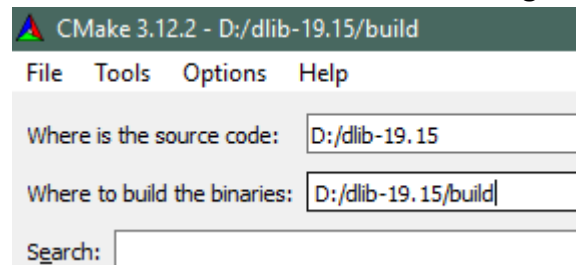 CMake 3.12.2 - D:/dlib-19.15/build
File Tools Options Help
Where is the source code: D:/dlib-19.15
Where to build the binaries: D:/dlib-19.15/build
Search: